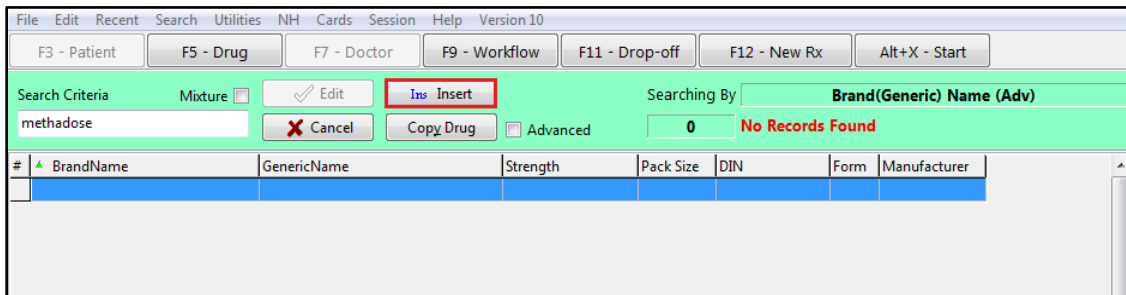 File Edit Recent Search Utilities NH Cards Session Help Version 10
F3 - Patient F5 - Drug F7 - Doctor F9 - Workflow F11 - Drop-off F12 - New Rx Alt+X - Start
Search Criteria Mixture Edit Ins Insert Searching By Brand(Generic) Name (Adv)
methadose Cancel Copy Drug Advanced 0 No Records Found
# BrandName GenericName Strength Pack Size DIN Form Manufacturer